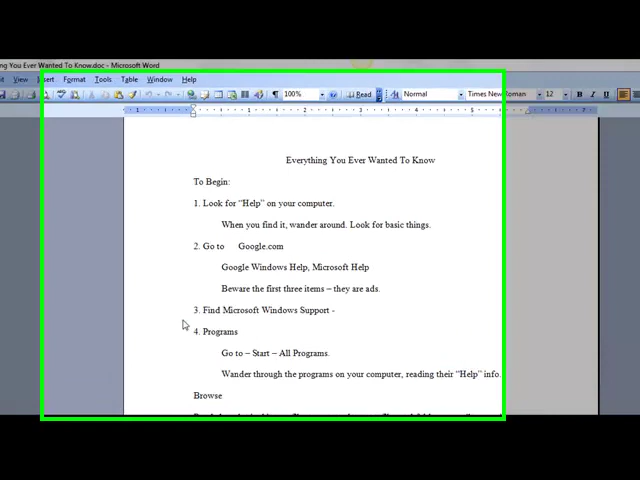 ng You Ever Wanted To Know.doc - Microsoft Word
View Insert Format Tools Table Window Help
100% Read Normal Times New Roman 12 B I U
Everything You Ever Wanted To Know
To Begin:
1. Look for “Help” on your computer.
When you find it, wander around. Look for basic things.
2. Go to Google.com
Google Windows Help, Microsoft Help
Beware the first three items – they are ads.
3. Find Microsoft Windows Support -
4. Programs
Go to – Start – All Programs.
Wander through the programs on your computer, reading their “Help” info.
Browse